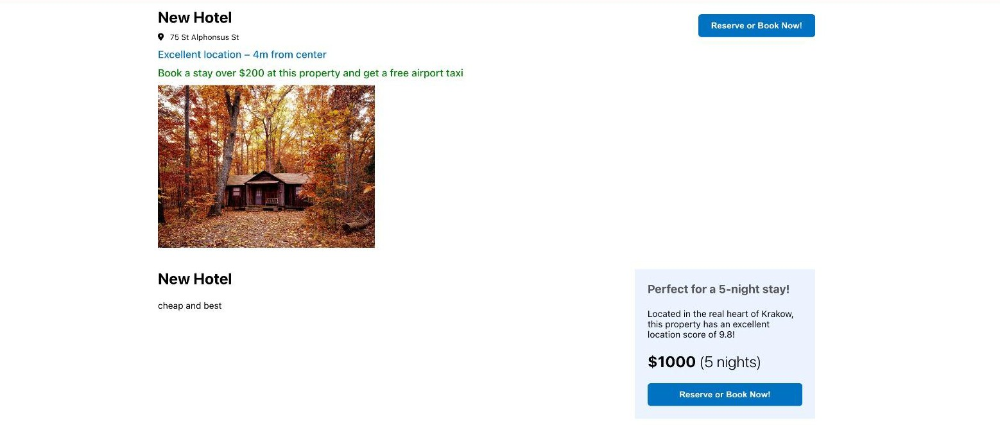 New Hotel
Reserve or Book Now!
75 St Alphonsus St
Excellent location – 4m from center
Book a stay over $200 at this property and get a free airport taxi
New Hotel
cheap and best
Perfect for a 5-night stay!
Located in the real heart of Krakow,
this property has an excellent
location score of 9.8!
$1000 (5 nights)
Reserve or Book Now!